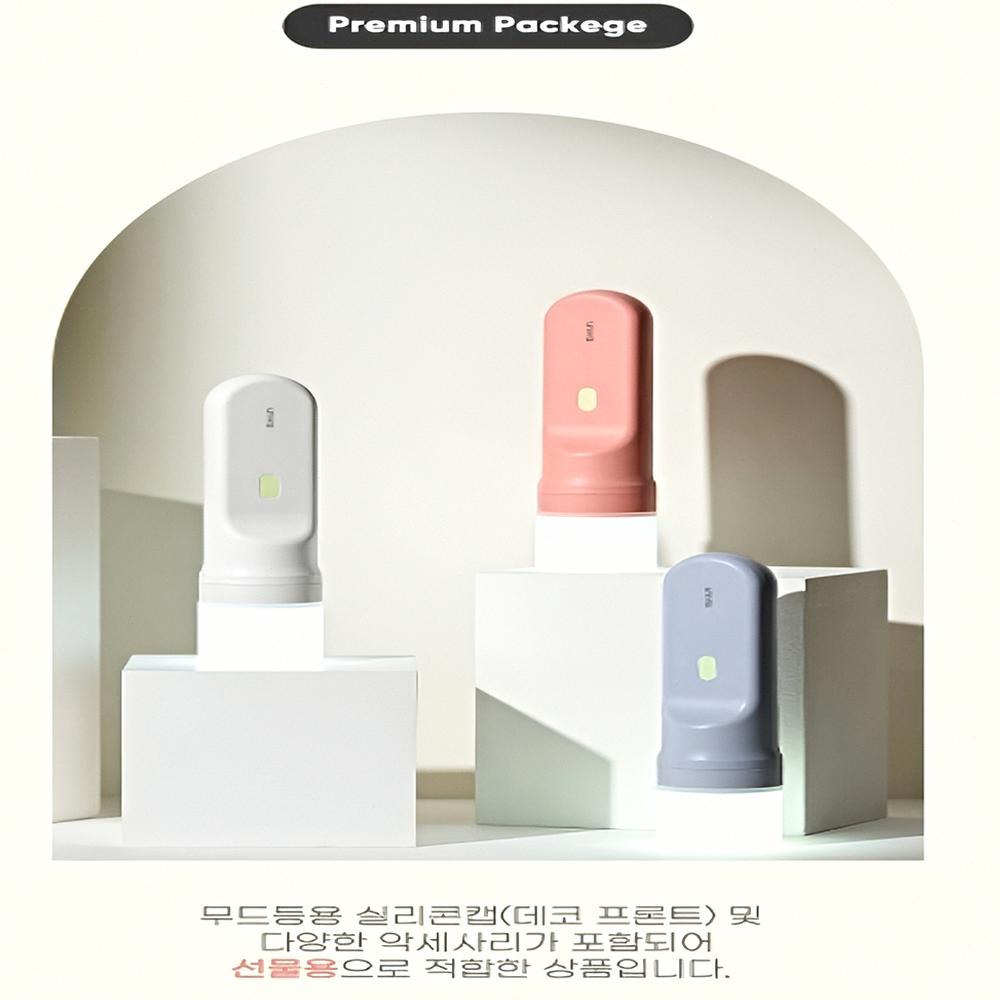 Premium Packege
무드등용 실리콘캡(데코 프론트) 및
다양한 악세사리가 포함되어
선물용으로 적합한 상품입니다.